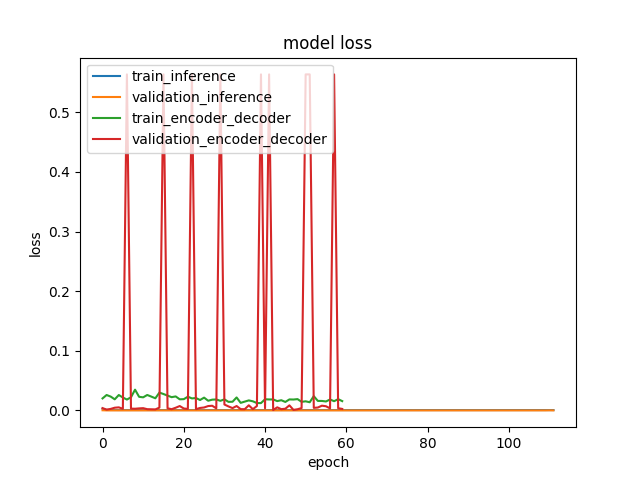 model loss
train_inference
validation_inference
train_encoder_decoder
validation_encoder_decoder
0.5
0.4
0.3
0.2
0.1
0.0
loss
0 20 40 60 80 100
epoch